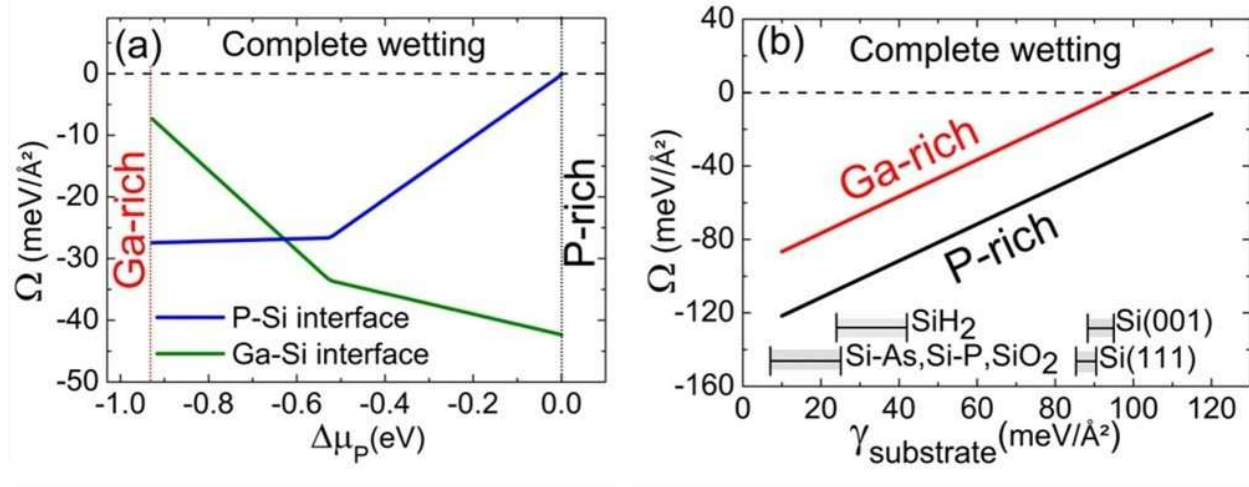 (a)
Complete wetting
0
-10
-20
-30
-40
-50
Ω (meV/Å²)
Ga-rich
P-rich
P-Si interface
Ga-Si interface
-1.0 -0.8 -0.6 -0.4 -0.2 0.0
Δμ_P(eV)
(b)
Complete wetting
40
0
-40
-80
-120
-160
Ω (meV/Å²)
Ga-rich
P-rich
SiH₂
Si(001)
Si-As,Si-P,SiO₂
Si(111)
0 20 40 60 80 100 120
γ_substrate(meV/Å²)